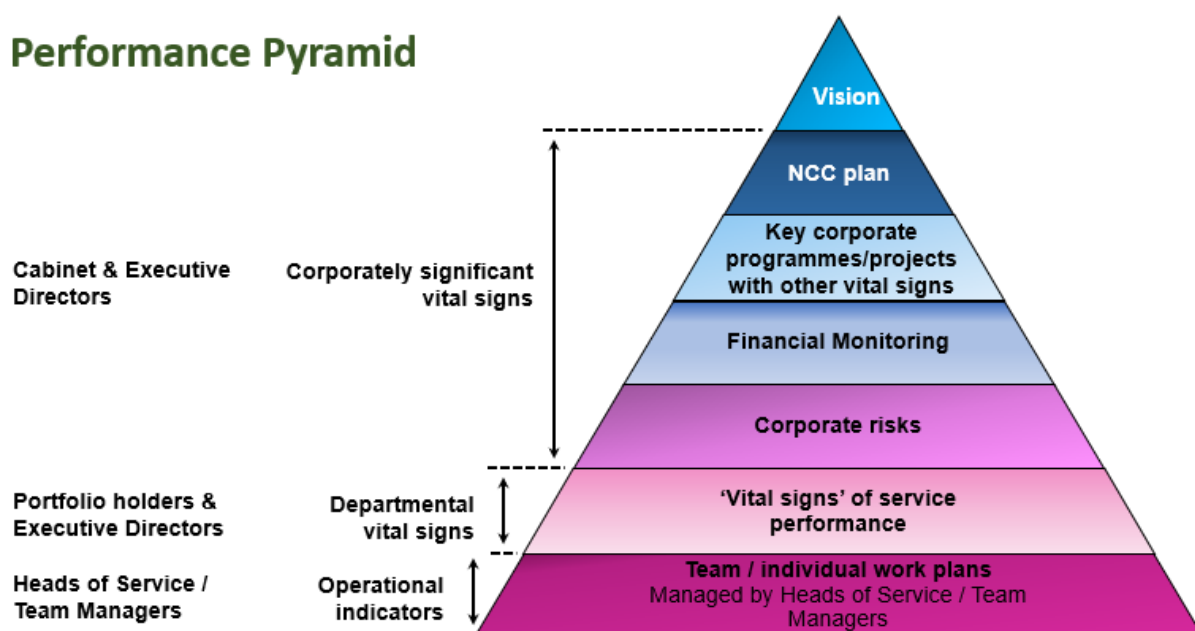 Performance Pyramid
Vision
NCC plan
Key corporate
programmes/projects
with other vital signs
Cabinet & Executive
Directors
Corporately significant
vital signs
Financial Monitoring
Corporate risks
Portfolio holders &
Executive Directors
Departmental
vital signs
‘Vital signs’ of service
performance
Heads of Service /
Team Managers
Operational
indicators
Team / individual work plans
Managed by Heads of Service / Team
Managers